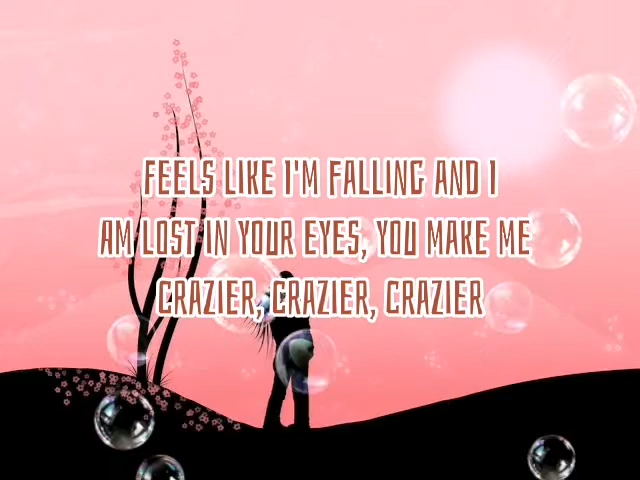 FEELS LIKE I'M FALLING AND I
AM LOST IN YOUR EYES, YOU MAKE ME
CRAZIER, CRAZIER, CRAZIER